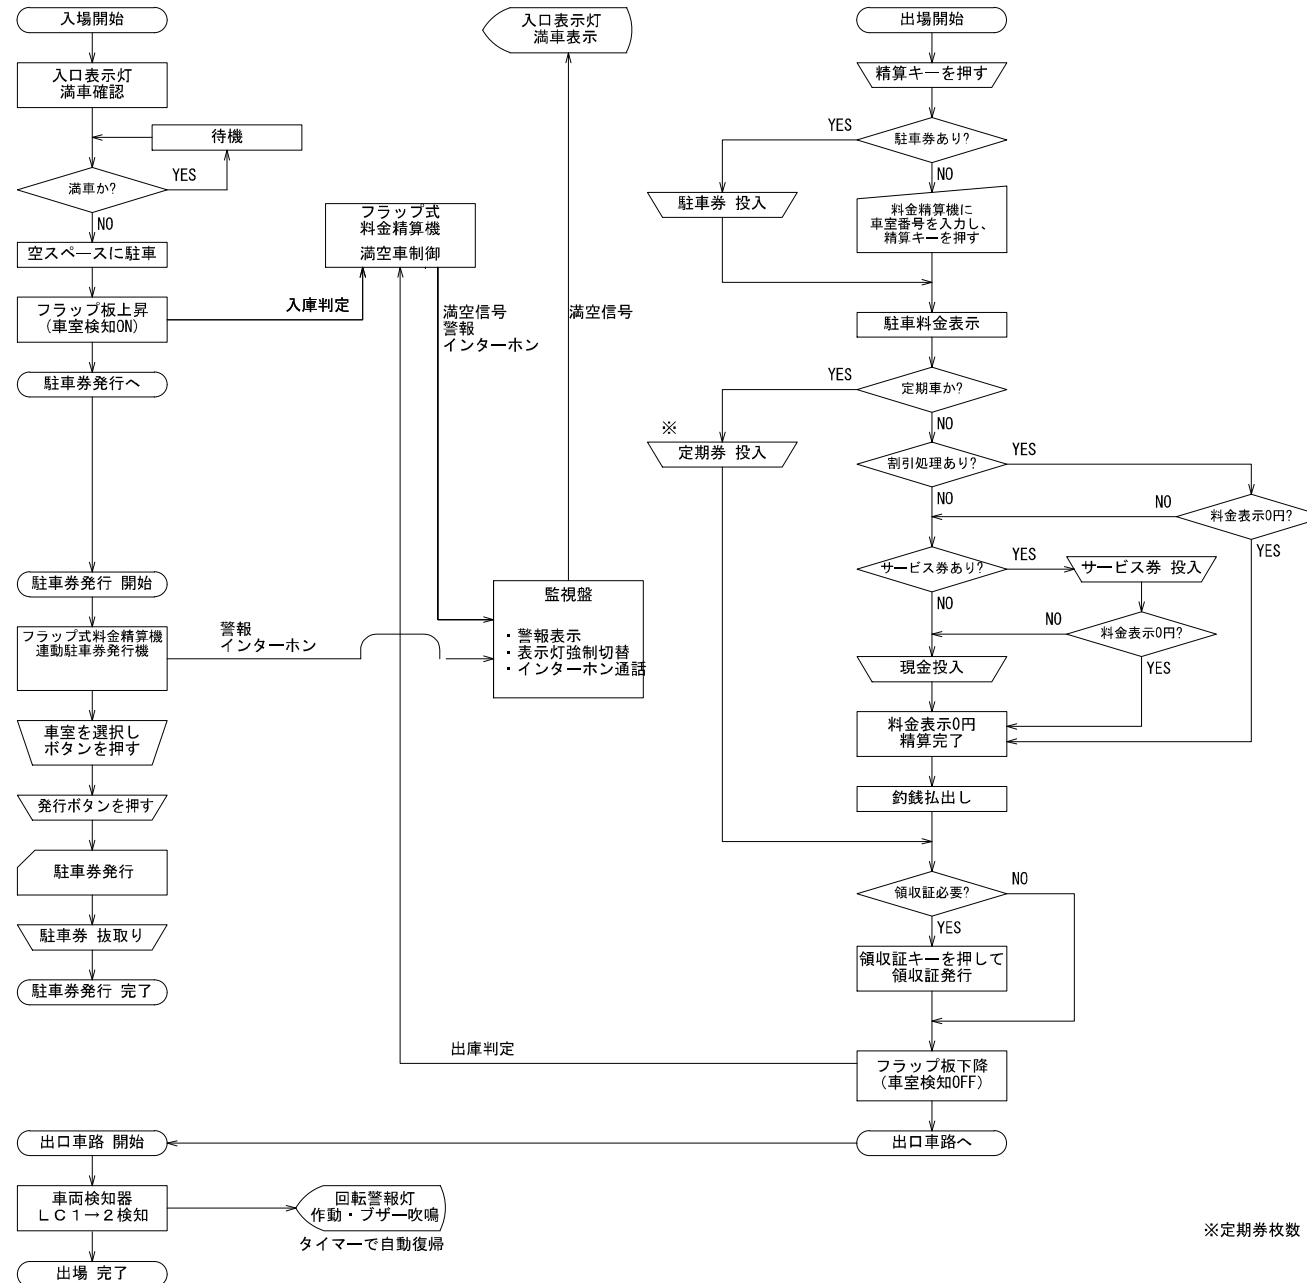 入場開始
入口表示灯
満車確認
待機
満車か?
YES
NO
空スペースに駐車
フラップ板上昇
(車室検知ON)
入庫判定
駐車券発行へ
駐車券発行 開始
フラップ式料金精算機
連動駐車券発行機
警報
インターホン
車室を選択し
ボタンを押す
発行ボタンを押す
駐車券発行
駐車券 抜取り
駐車券発行 完了
入口表示灯
満車表示
フラップ式
料金精算機
満空車制御
満空信号
警報
インターホン
満空信号
監視盤
・警報表示
・表示灯強制切替
・インターホン通話
出場開始
精算キーを押す
駐車券あり?
YES
NO
駐車券 投入
料金精算機に
車室番号を入力し、
精算キーを押す
駐車料金表示
定期車か?
YES
NO
※
定期券 投入
割引処理あり?
YES
NO
料金表示0円?
NO
YES
サービス券あり?
YES
NO
サービス券 投入
料金表示0円?
NO
YES
現金投入
料金表示0円
精算完了
釣銭払出し
領収証必要?
NO
YES
領収証キーを押して
領収証発行
出庫判定
フラップ板下降
(車室検知OFF)
出口車路へ
出口車路 開始
車両検知器
LC1→2検知
回転警報灯
作動・ブザー吹鳴
タイマーで自動復帰
出場 完了
※定期券枚数